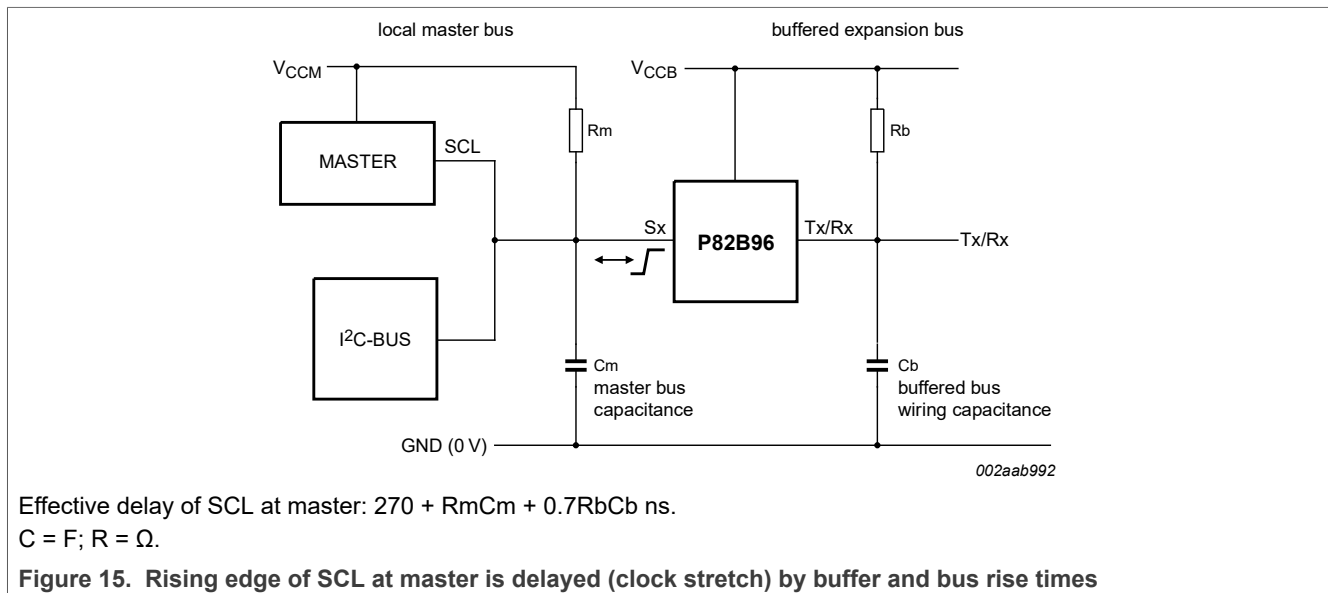 local master bus
buffered expansion bus
VCCM
VCCB
Rm
Rb
MASTER
SCL
Sx
P82B96
Tx/Rx
Tx/Rx
I2C-BUS
Cm
master bus
capacitance
Cb
buffered bus
wiring capacitance
GND (0 V)
002aab992
Effective delay of SCL at master: 270 + RmCm + 0.7RbCb ns.
C = F; R = Ω.
Figure 15. Rising edge of SCL at master is delayed (clock stretch) by buffer and bus rise times